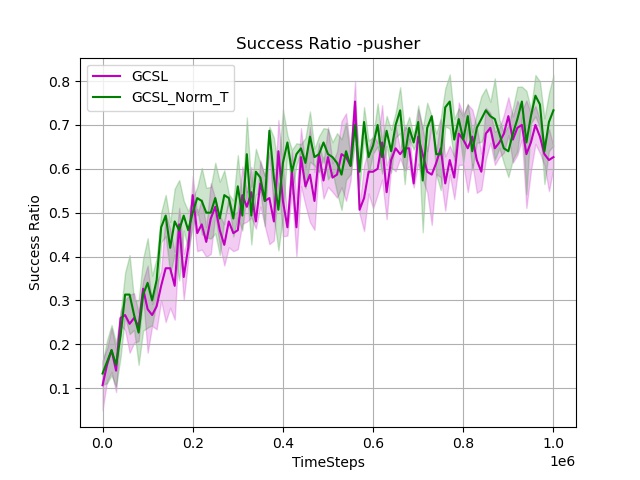 Success Ratio -pusher
GCSL
GCSL_Norm_T
Success Ratio
0.8
0.7
0.6
0.5
0.4
0.3
0.2
0.1
0.0 0.2 0.4 0.6 0.8 1.0
1e6
TimeSteps